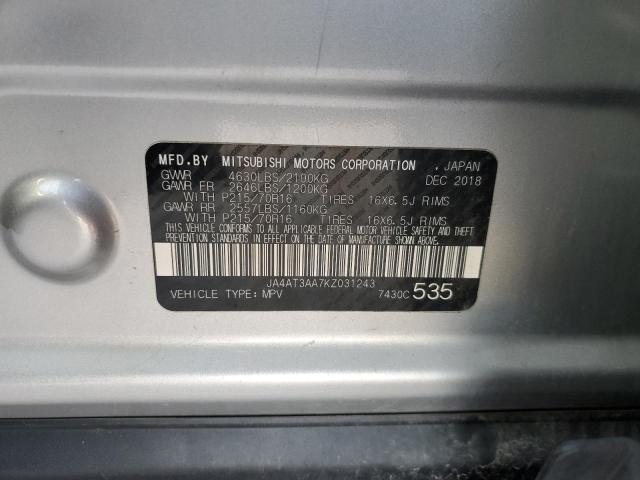 MFD.BY MITSUBISHI MOTORS CORPORATION . JAPAN
GVWR 4630LBS/2100KG DEC 2018
GAWR FR 2646LBS/1200KG
WITH P215/70R16 TIRES 16X6.5J RIMS
GAWR RR 2557LBS/1160KG
WITH P215/70R16 TIRES 16X6.5J RIMS
THIS VEHICLE CONFORMS TO ALL APPLICABLE FEDERAL MOTOR VEHICLE SAFETY AND
THEFT PREVENTION STANDARDS IN EFFECT ON THE DATE OF MANUFACTURE SHOWN ABOVE.
JA4AT3AA7KZ031243
VEHICLE TYPE:MPV 7430C 535